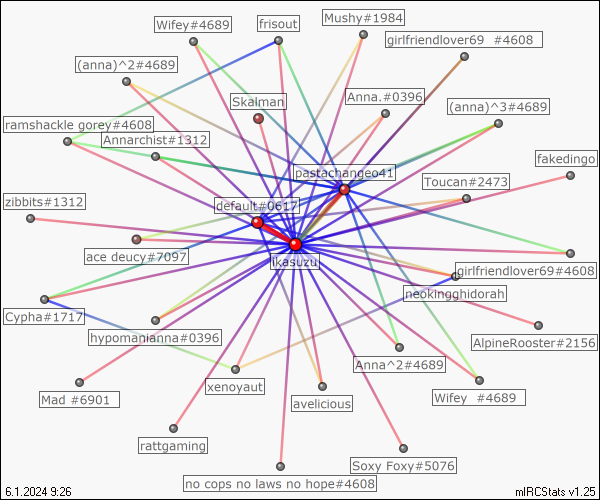 Mushy#1984
Wifey#4689
frisout
girlfriendlover69 #4608
(anna)^2#4689
Skalman
Anna.#0396
(anna)^3#4689
ramshackle gorey#4608
Annarchist#1312
fakedingo
pastachangeo41
Toucan#2473
zibbits#1312
default#0617
ace deucy#7097
ikasuzu
girlfriendlover69#4608
neokingghidorah
Cypha#1717
hypomanianna#0396
AlpineRooster#2156
Anna^2#4689
xenoyaut
Mad #6901
avelicious
Wifey #4689
rattgaming
Soxy Foxy#5076
no cops no laws no hope#4608
6.1.2024 9:26
mIRCStats v1.25